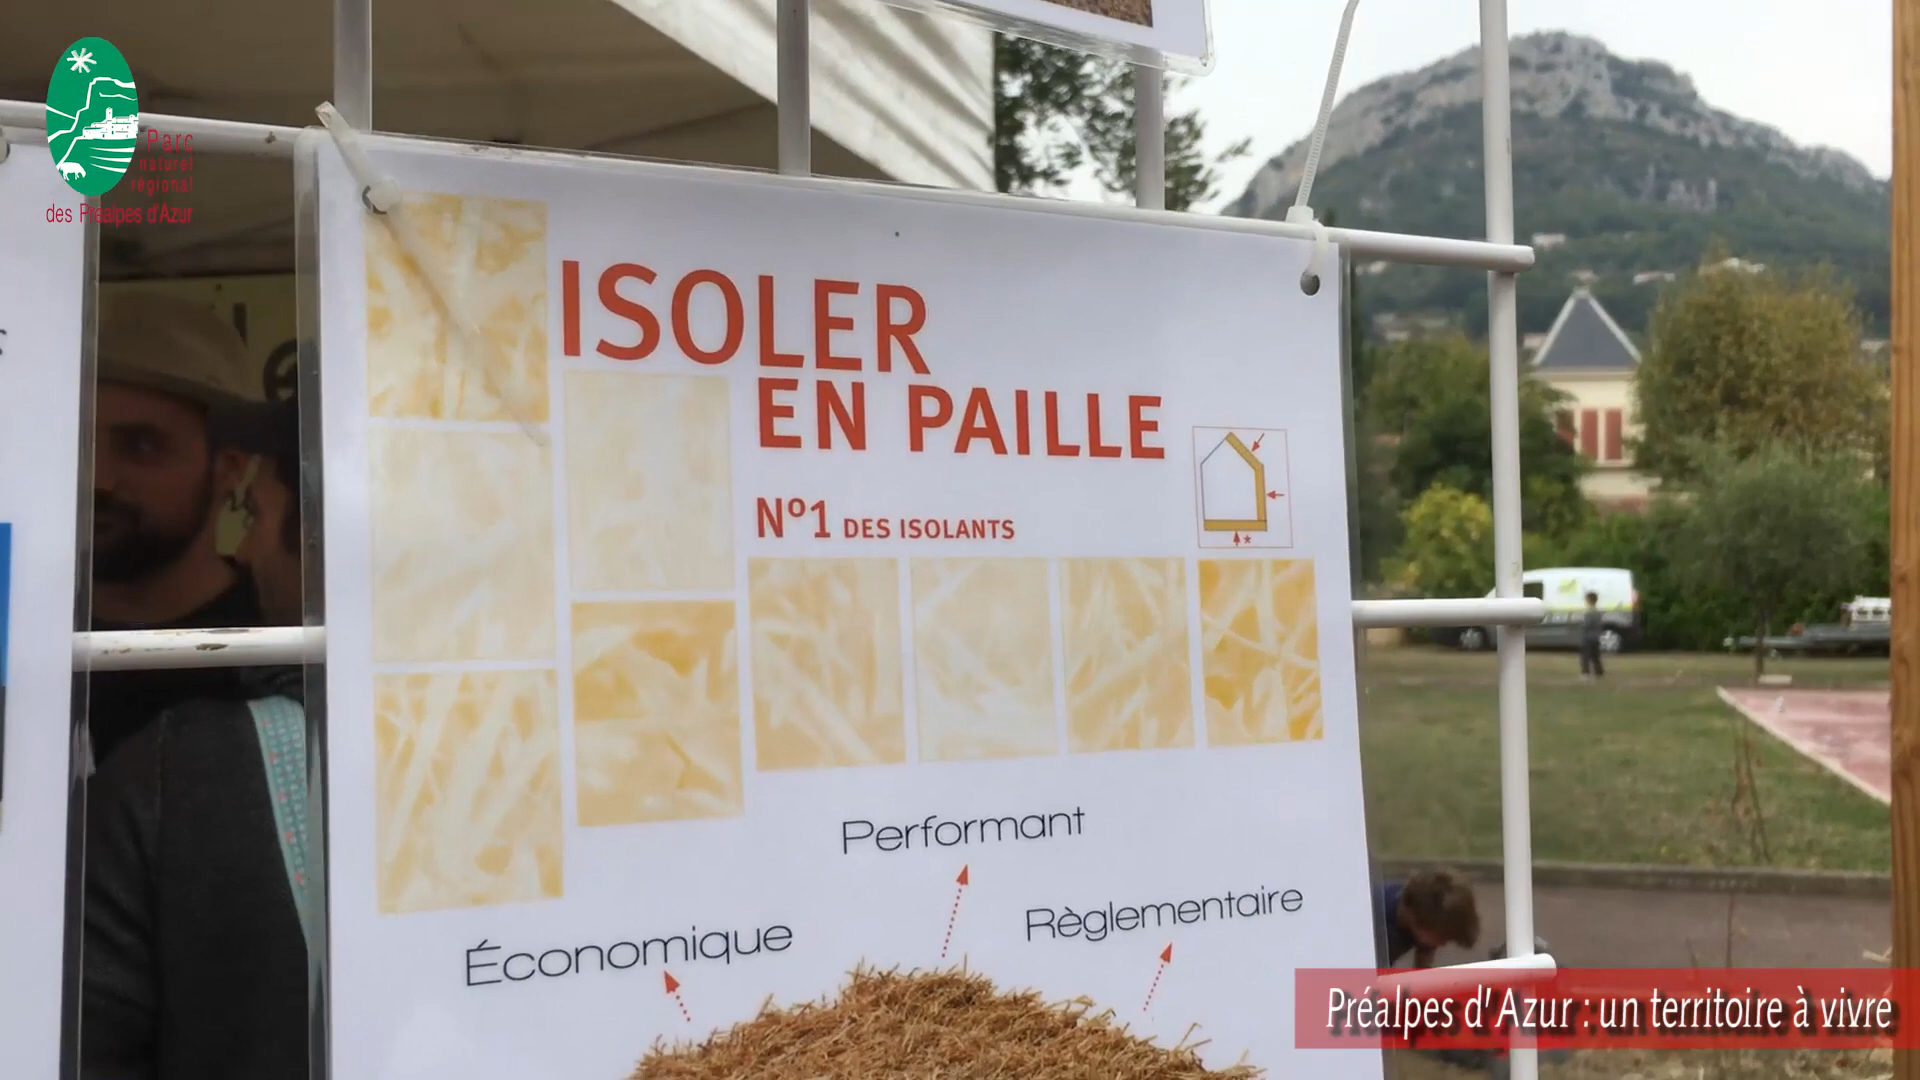 Parc
naturel
régional
des Préalpes d'Azur
ISOLER
EN PAILLE
Nº1 DES ISOLANTS
*
Performant
Règlementaire
Économique
Préalpes d'Azur : un territoire à vivre